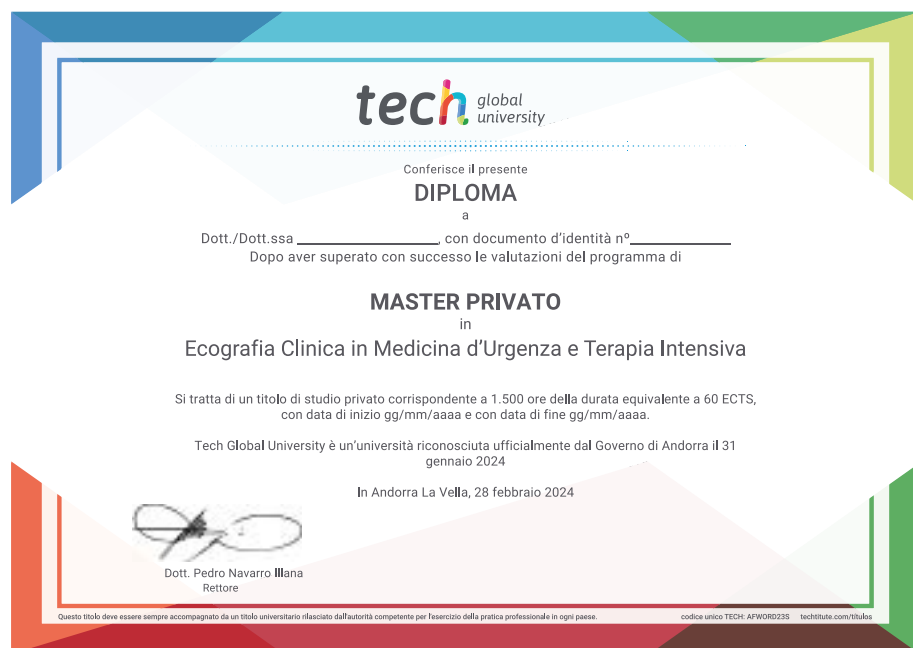 tech global
university
Conferisce il presente
DIPLOMA
a
Dott./Dott.ssa ____________________, con documento d'identità nº______________
Dopo aver superato con successo le valutazioni del programma di
MASTER PRIVATO
in
Ecografia Clinica in Medicina d'Urgenza e Terapia Intensiva
Si tratta di un titolo di studio privato corrispondente a 1.500 ore della durata equivalente a 60 ECTS,
con data di inizio gg/mm/aaaa e con data di fine gg/mm/aaaa.
Tech Global University è un'università riconosciuta ufficialmente dal Governo di Andorra il 31
gennaio 2024
In Andorra La Vella, 28 febbraio 2024
Dott. Pedro Navarro Illana
Rettore
Questo titolo deve essere sempre accompagnato da un titolo universitario rilasciato dall'autorità competente per l'esercizio della pratica professionale in ogni paese. codice unico TECH: AFWORD23S techtitute.com/titulos